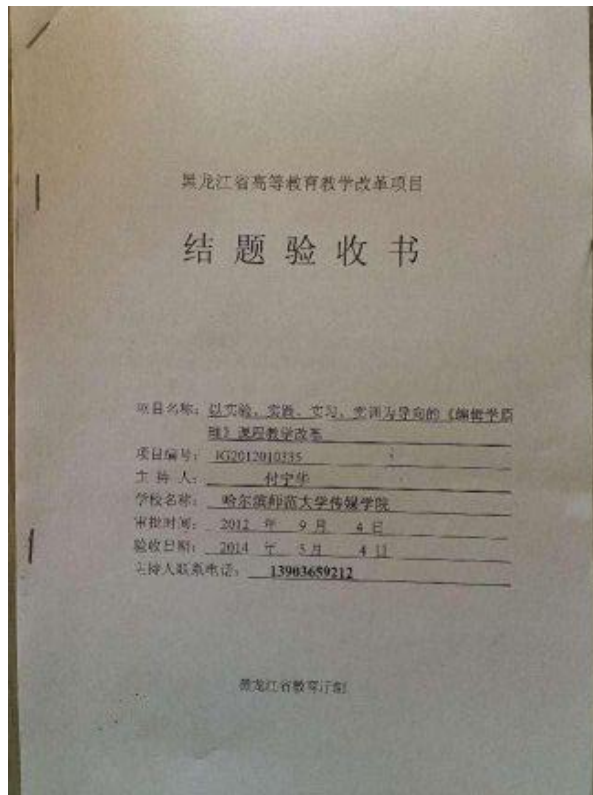 黑龙江省高等教育教学改革项目
结题验收书
项目名称：以实验、实践、实习、实训为导向的《编辑学原
理》课程教学改革
项目编号：JG2012010335
主 持 人：付宁华
学校名称：哈尔滨师范大学传媒学院
审批时间：2012 年 9 月 4 日
验收日期：2014 年 5月 4 日
主持人联系电话：13903659212
黑龙江省教育厅制